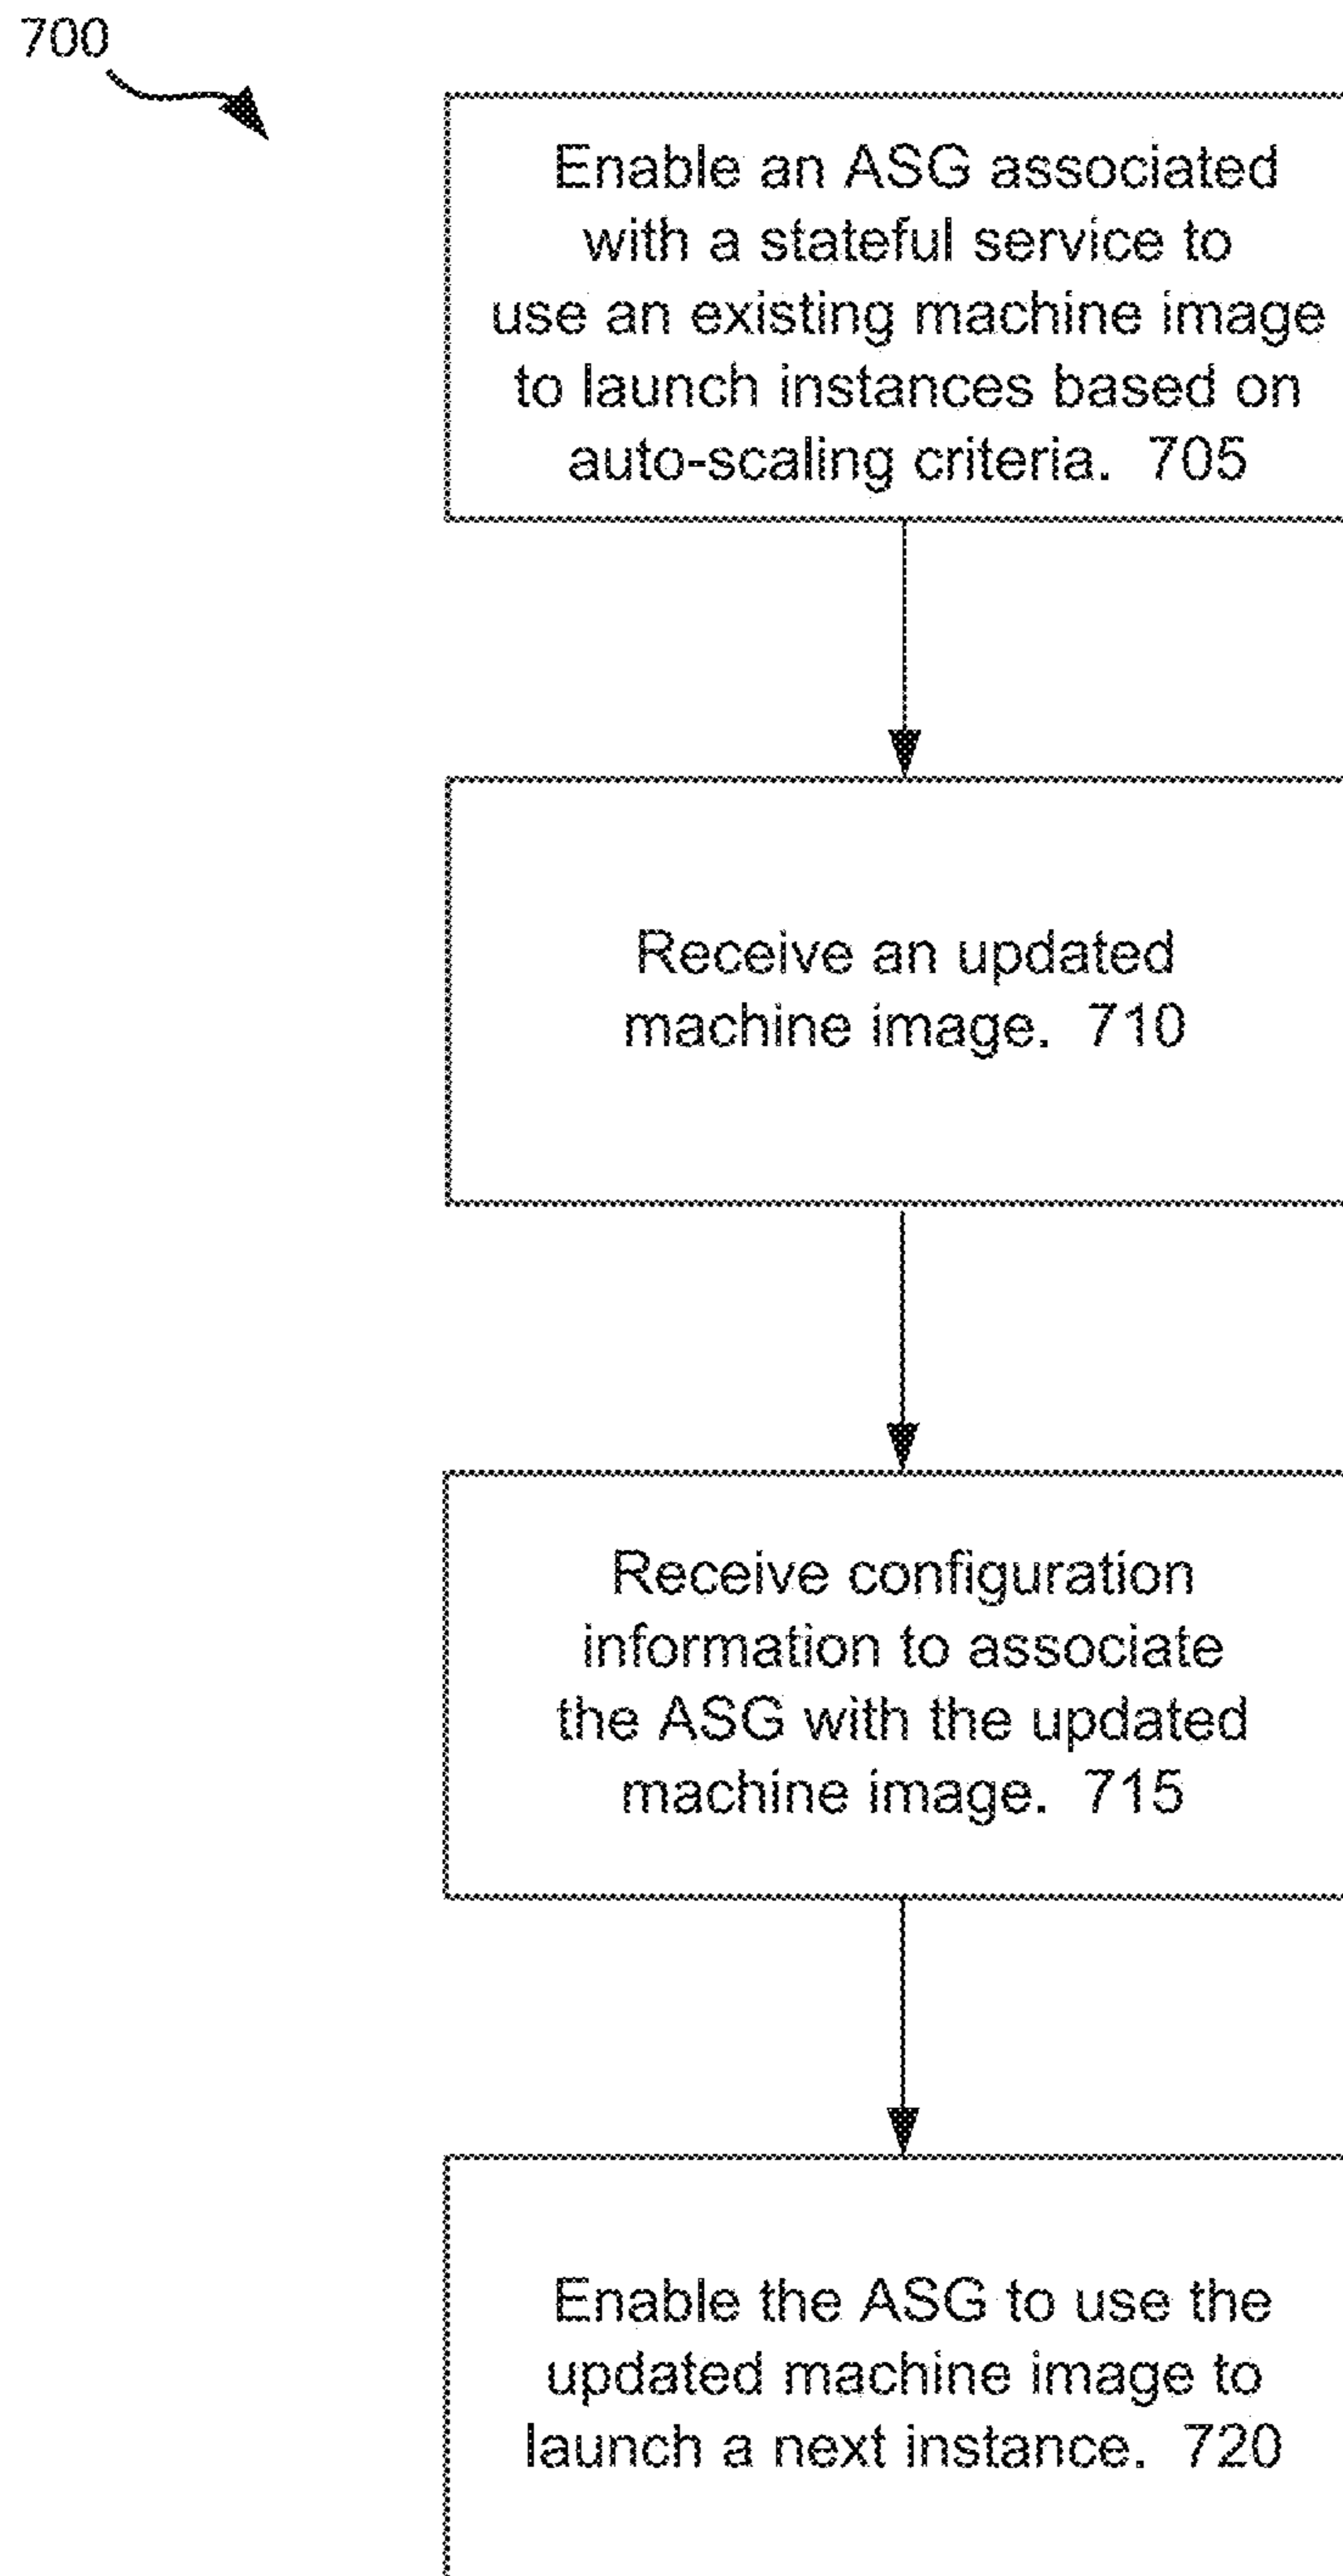 700
Enable an ASG associated
with a stateful service to
use an existing machine image
to launch instances based on
auto-scaling criteria. 705
Receive an updated
machine image. 710
Receive configuration
information to associate
the ASG with the updated
machine image. 715
Enable the ASG to use the
updated machine image to
launch a next instance. 720